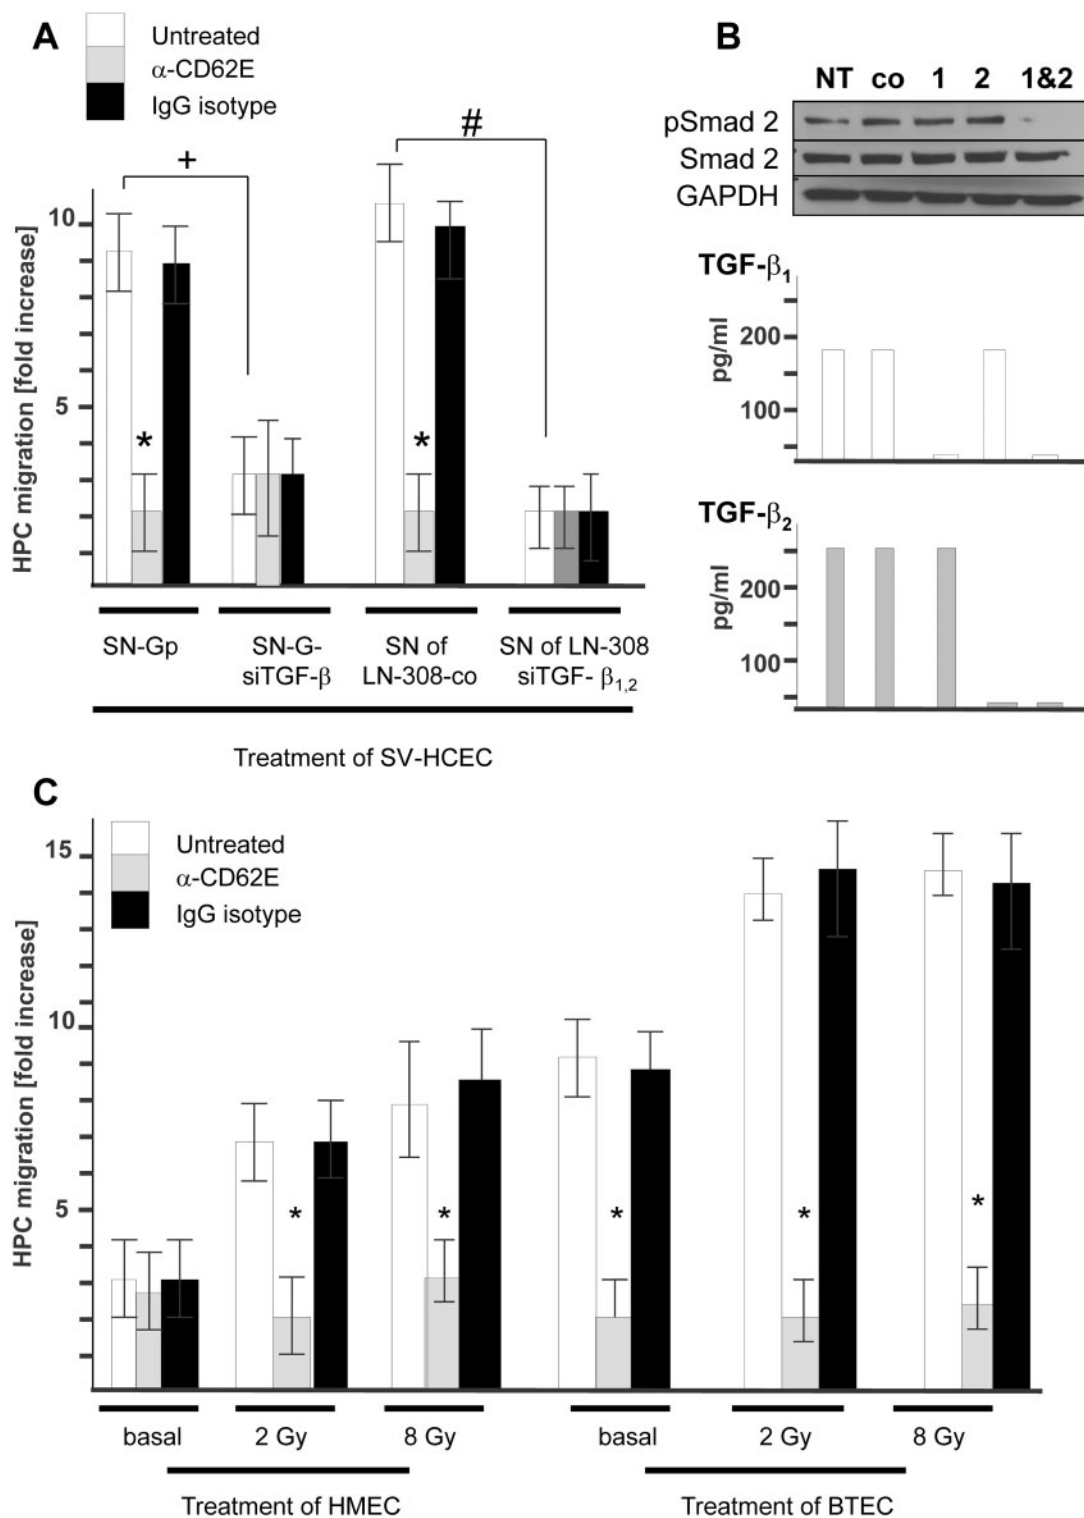 A
Untreated
α-CD62E
IgG isotype
+
#
10
5
*
*
HPC migration [fold increase]
SN-Gp
SN-G-
siTGF-β
SN of
LN-308-co
SN of LN-308
siTGF- β1,2
Treatment of SV-HCEC
B
NT co 1 2 1&2
pSmad 2
Smad 2
GAPDH
TGF-β1
pg/ml
200
100
TGF-β2
pg/ml
200
100
C
Untreated
α-CD62E
IgG isotype
15
10
5
HPC migration [fold increase]
* * * * *
basal 2 Gy 8 Gy basal 2 Gy 8 Gy
Treatment of HMEC Treatment of BTEC